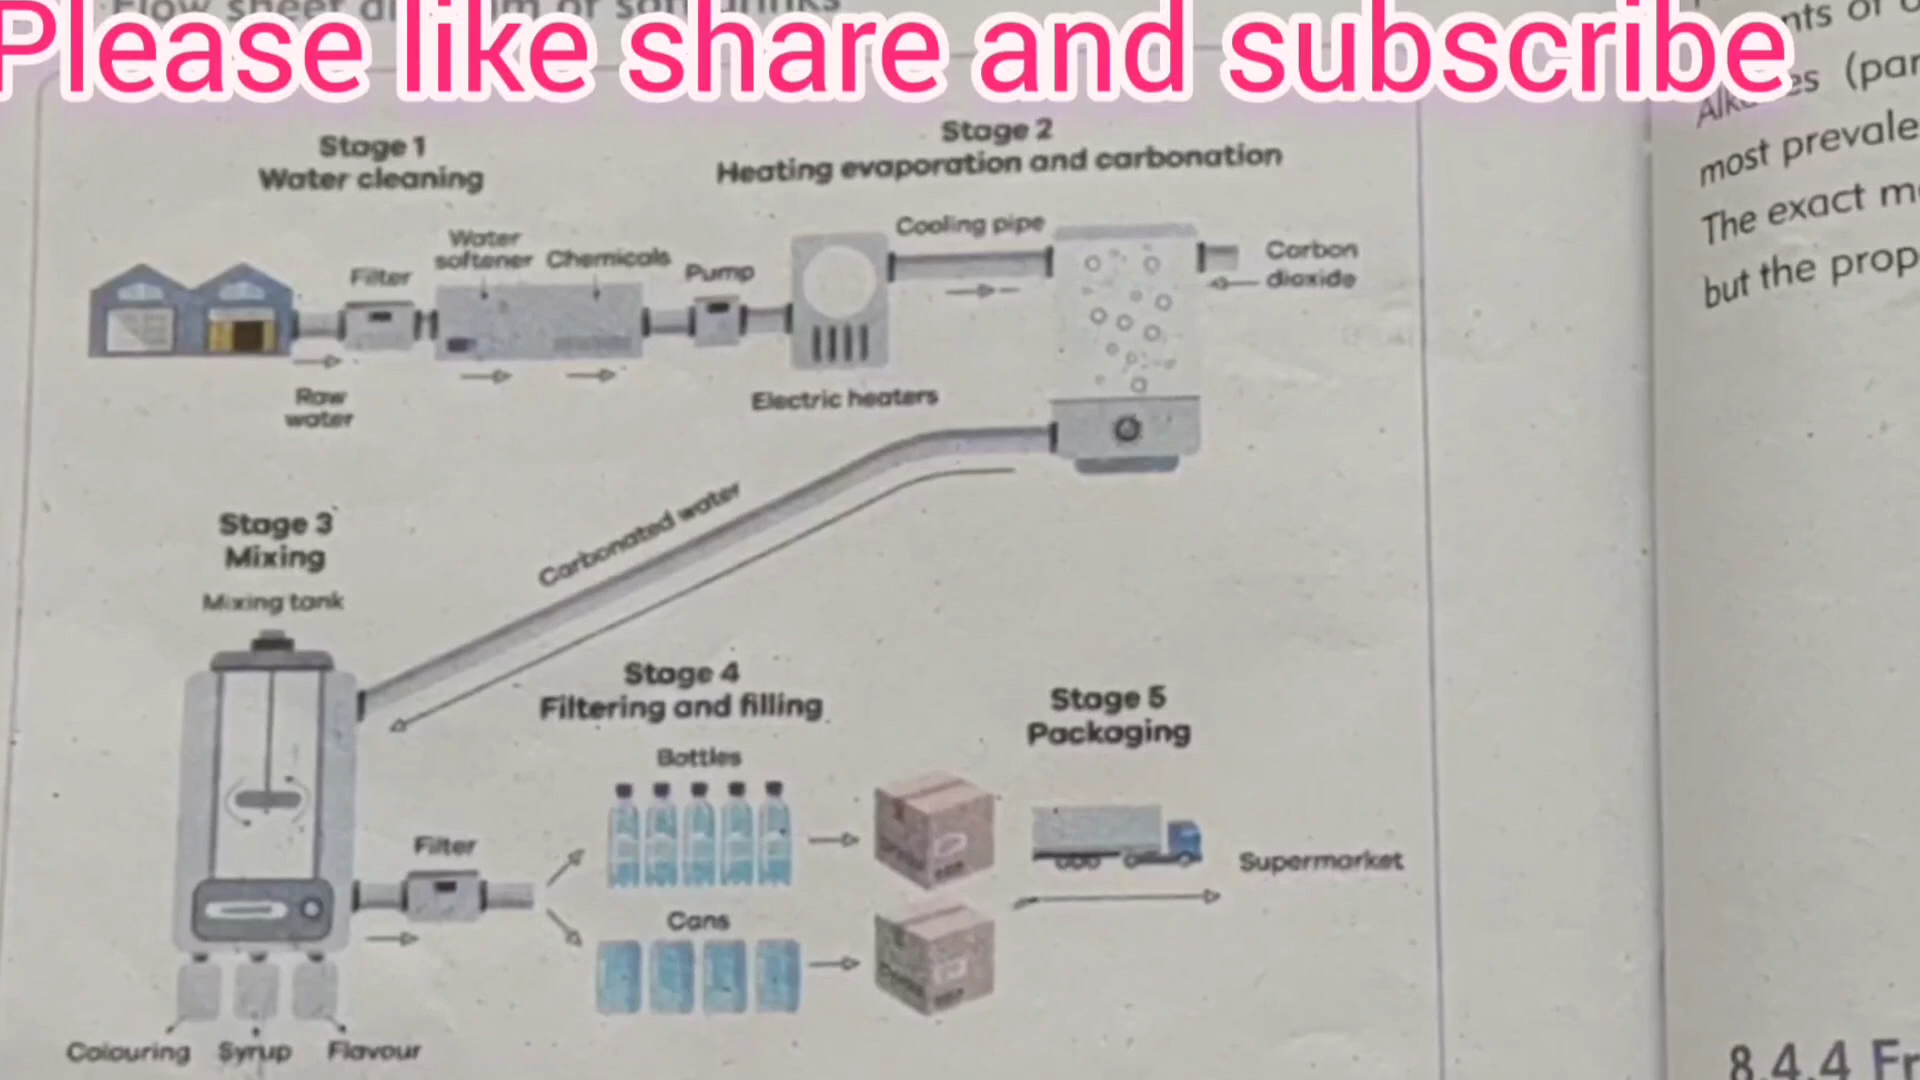 Please like share and subscribe
Stage 1
Water cleaning
Stage 2
Heating evaporation and carbonation
Water
softener
Chemicals
Filter
Pump
Cooling pipe
Carbon
dioxide
Raw
water
Electric heaters
Carbonated water
Stage 3
Mixing
Mixing tank
Stage 4
Filtering and filling
Bottles
Stage 5
Packaging
Filter
Supermarket
Cans
Colouring
Syrup
Flavour
(par
most prevale
The exact m
but the prop
8.4.4 Fr